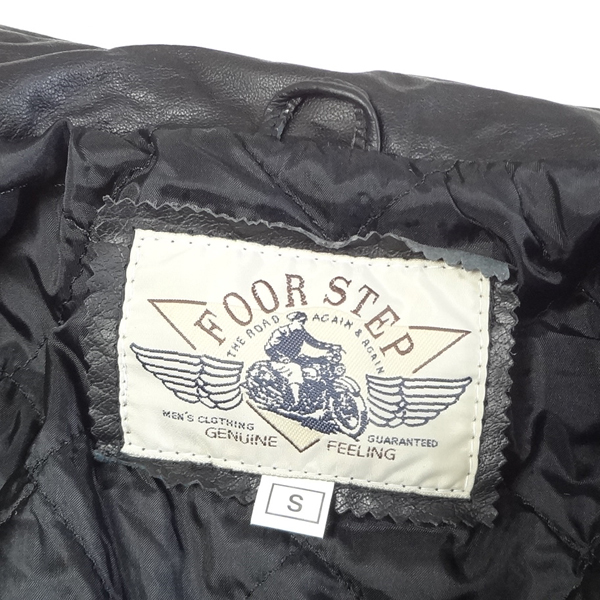 FOOR STEP
THE ROAD AGAIN & AGAIN
MEN'S CLOTHING GUARANTEED
GENUINE FEELING
S